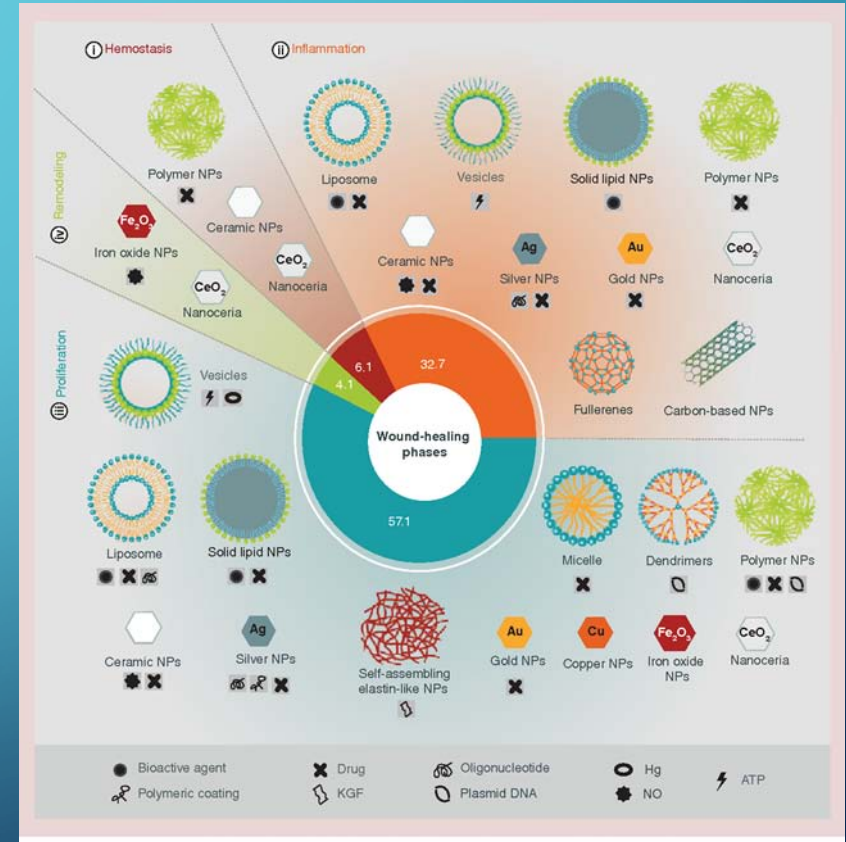 i Hemostasis
ii Inflammation
Polymer NPs
Liposome
Vesicles
Solid lipid NPs
Polymer NPs
iv Remodeling
Fe2O3
Iron oxide NPs
Ceramic NPs
CeO2
Nanoceria
CeO2
Nanoceria
Ceramic NPs
Ag
Silver NPs
Au
Gold NPs
CeO2
Nanoceria
Fullerenes
Carbon-based NPs
6.1
32.7
4.1
57.1
Wound-healing
phases
iii Proliferation
Vesicles
Liposome
Solid lipid NPs
Micelle
Dendrimers
Polymer NPs
Ceramic NPs
Ag
Silver NPs
Self-assembling
elastin-like NPs
Au
Gold NPs
Cu
Copper NPs
Fe2O3
Iron oxide
NPs
CeO2
Nanoceria
Bioactive agent
Drug
Oligonucleotide
Hg
ATP
Polymeric coating
KGF
Plasmid DNA
NO